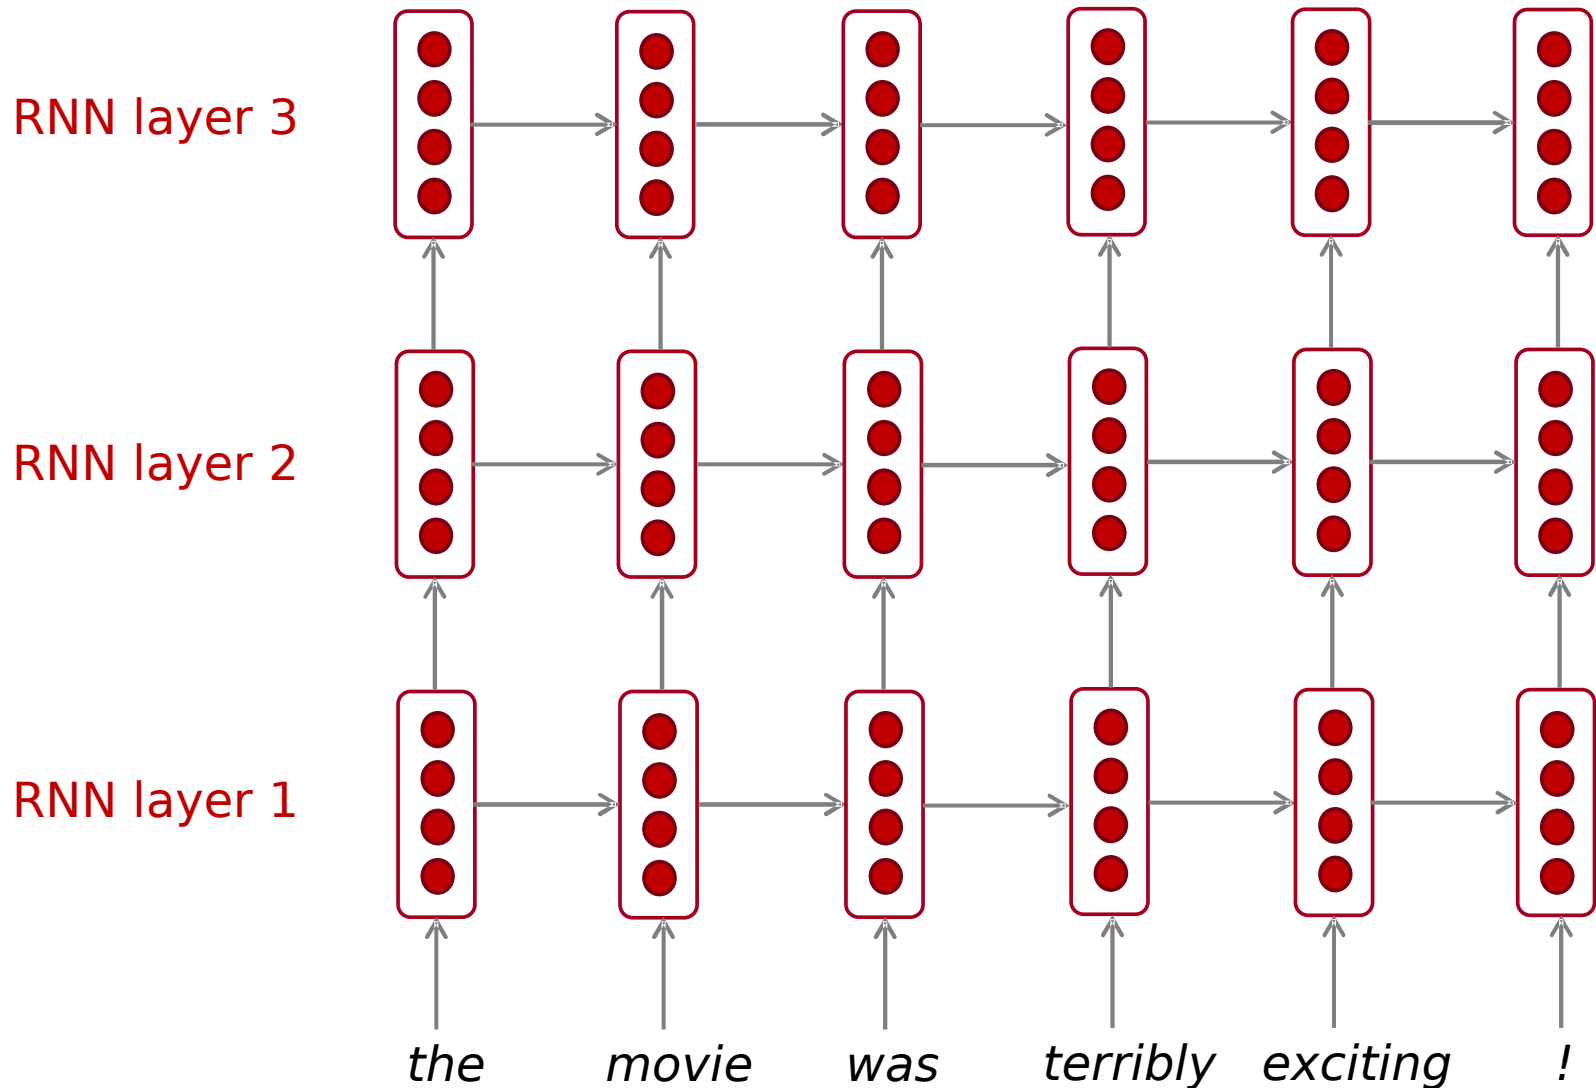 RNN layer 3
RNN layer 2
RNN layer 1
the movie was terribly exciting !